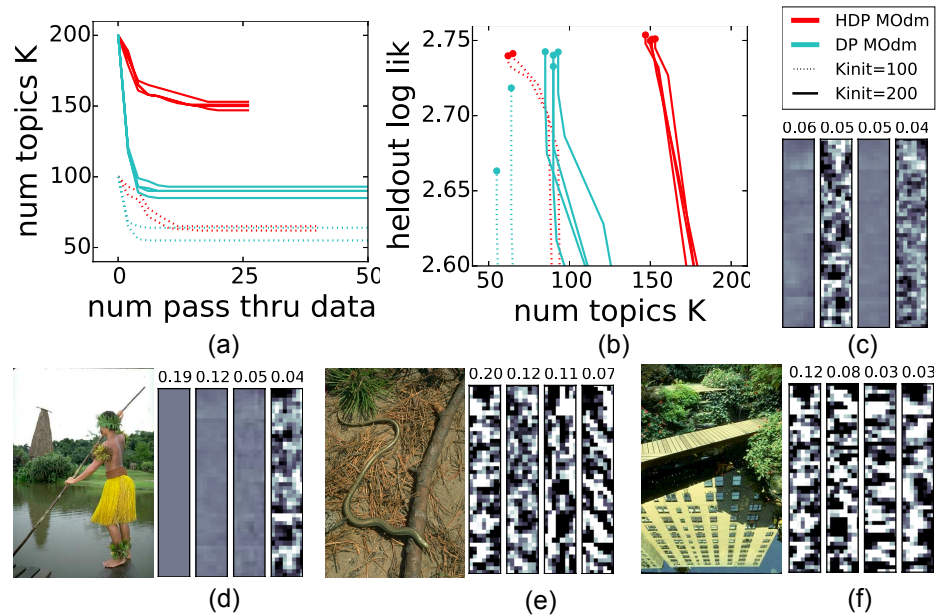 num topics K
200
150
100
50
0
25
50
num pass thru data
(a)
heldout log lik
2.75
2.70
2.65
2.60
50
100
150
200
num topics K
(b)
HDP MOdm
DP MOdm
Kinit=100
Kinit=200
0.06 0.05 0.05 0.04
(c)
0.19 0.12 0.05 0.04
(d)
0.20 0.12 0.11 0.07
(e)
0.12 0.08 0.03 0.03
(f)